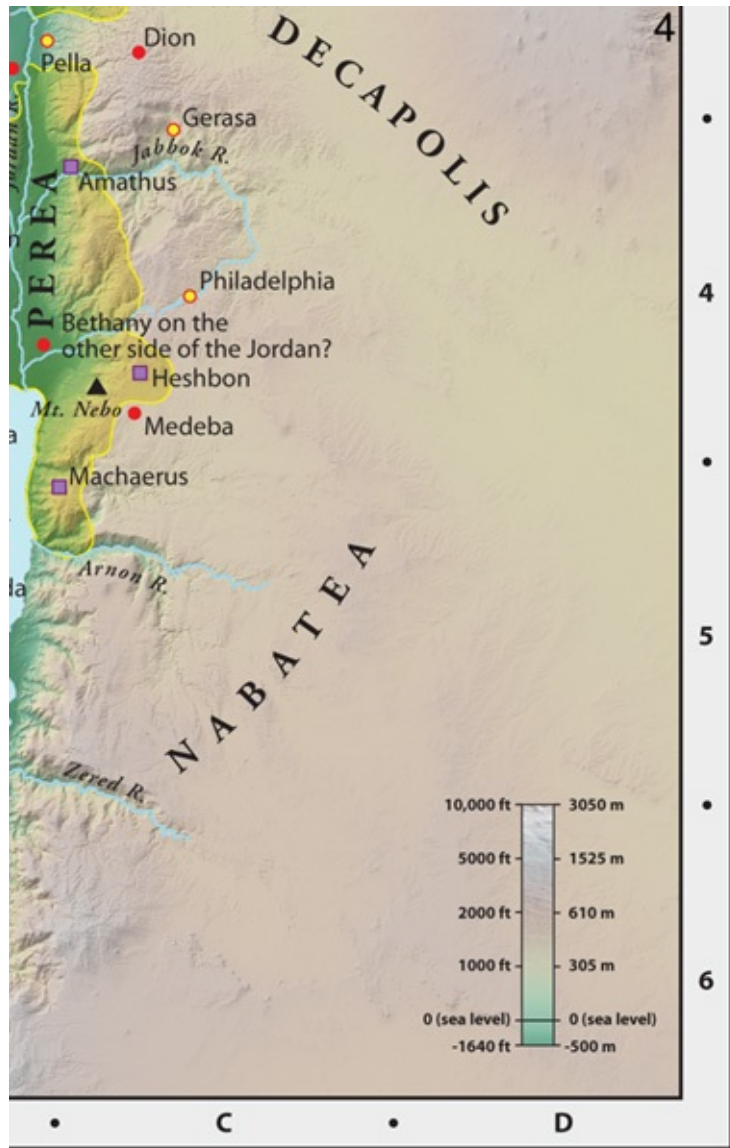 4
DECAPOLIS
Dion
Pella
Gerasa
Jabbok R.
Amathus
PEREA
4
Philadelphia
Bethany on the
other side of the Jordan?
Heshbon
Mt. Nebo
Medeba
a
Machaerus
Arnon R.
da
5
NABATEA
Zered R.
10,000 ft 3050 m
5000 ft 1525 m
2000 ft 610 m
1000 ft 305 m
6
0 (sea level) 0 (sea level)
-1640 ft -500 m
C D